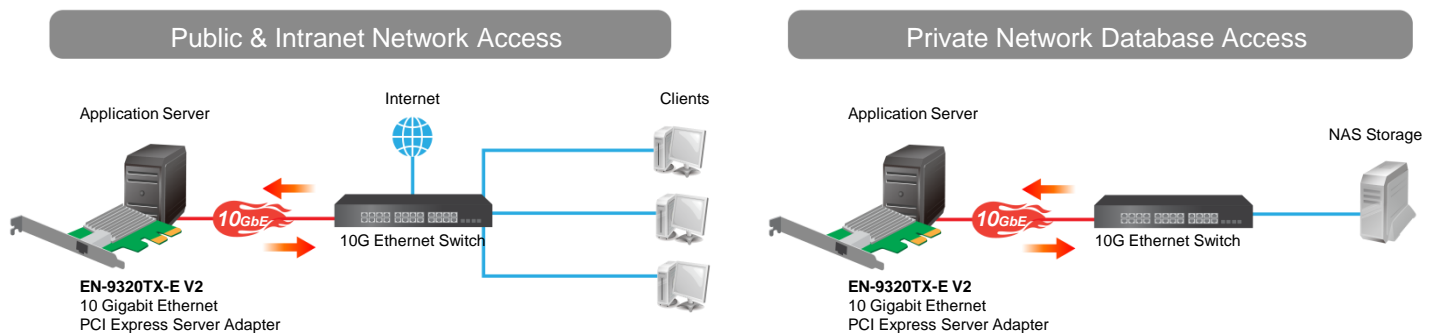 Public & Intranet Network Access
Application Server
Internet
Clients
10GbE
10G Ethernet Switch
EN-9320TX-E V2
10 Gigabit Ethernet
PCI Express Server Adapter
Private Network Database Access
Application Server
NAS Storage
10GbE
10G Ethernet Switch
EN-9320TX-E V2
10 Gigabit Ethernet
PCI Express Server Adapter